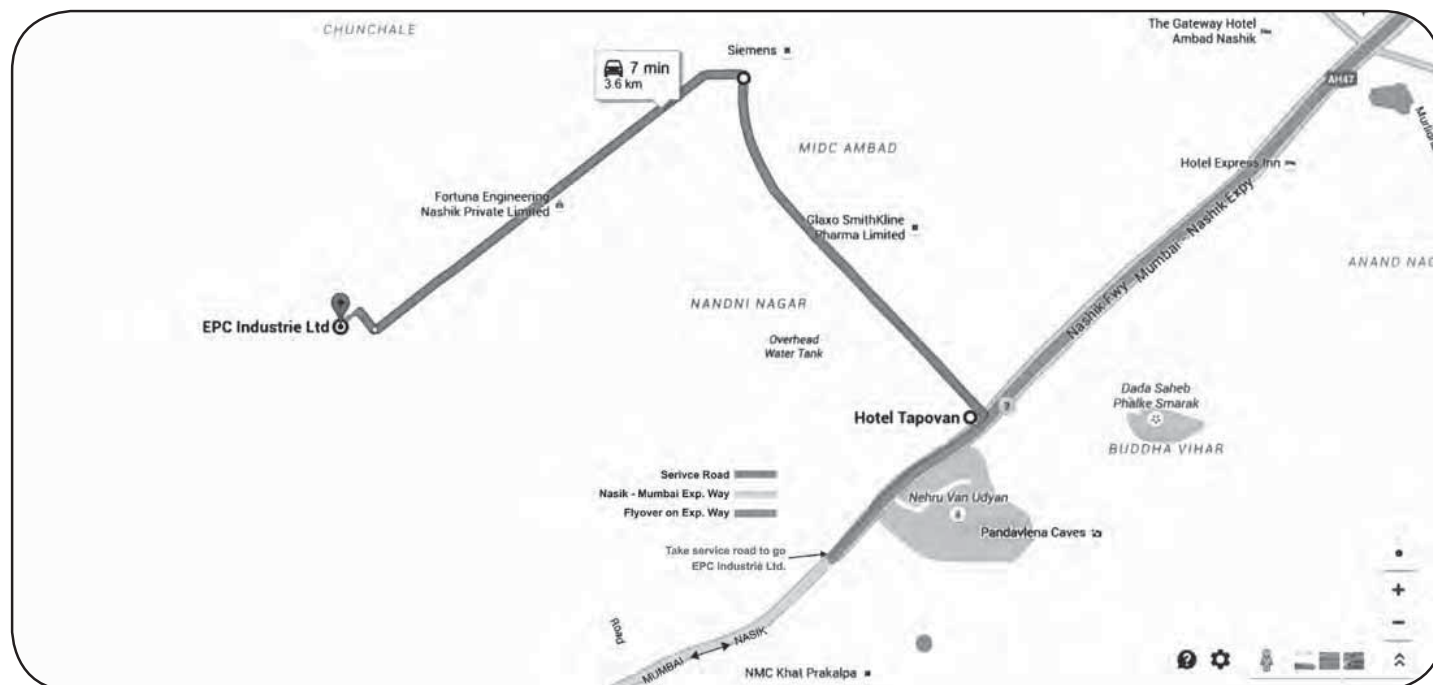 CHUNCHALE
The Gateway Hotel
Ambad Nashik
Siemens
7 min
3.6 km
AH47
MIDC AMBAD
Hotel Express Inn
Fortuna Engineering
Nashik Private Limited
Glaxo SmithKline
Pharma Limited
Nashik Fwy Mumbai - Nashik Expy
ANAND NAG
NANDNI NAGAR
EPC Industrie Ltd
Overhead
Water Tank
Dada Saheb
Phalke Smarak
Hotel Tapovan
BUDDHA VIHAR
Serivce Road
Nasik - Mumbai Exp. Way
Flyover on Exp. Way
Nehru Van Udyan
Pandavlena Caves
Take service road to go
EPC Industrie Ltd.
Road
MUMBAI NASIK
NMC Khat Prakalpa